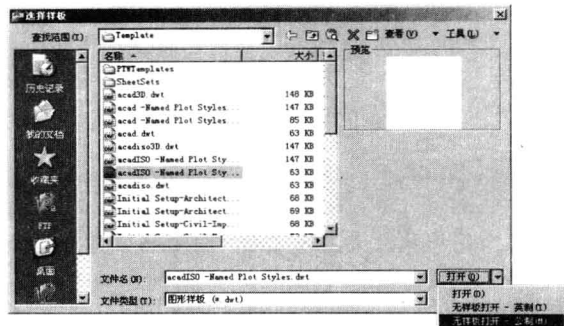 选择样板
查找范围(I): Template 查看(V) 工具(L)
名称 大小 预览
PTWTemplates
SheetSets
acad3D.dwt 148 KB
acad -Named Plot Styles... 147 KB
acad -Named Plot Styles... 85 KB
acad.dwt 63 KB
acadiso3D.dwt 147 KB
acadISO -Named Plot Sty... 147 KB
acadISO -Named Plot Sty... 63 KB
acadiso.dwt 63 KB
Initial Setup-Architect... 68 KB
Initial Setup-Architect... 69 KB
Initial Setup-Civil-Imp... 68 KB
历史记录
我的文档
收藏夹
FTP
桌面
文件名(N): acadISO -Named Plot Styles.dwt 打开(O)
文件类型(T): 图形样板 (*.dwt)
打开(O)
无样板打开 - 英制(I)
无样板打开 - 公制(M)